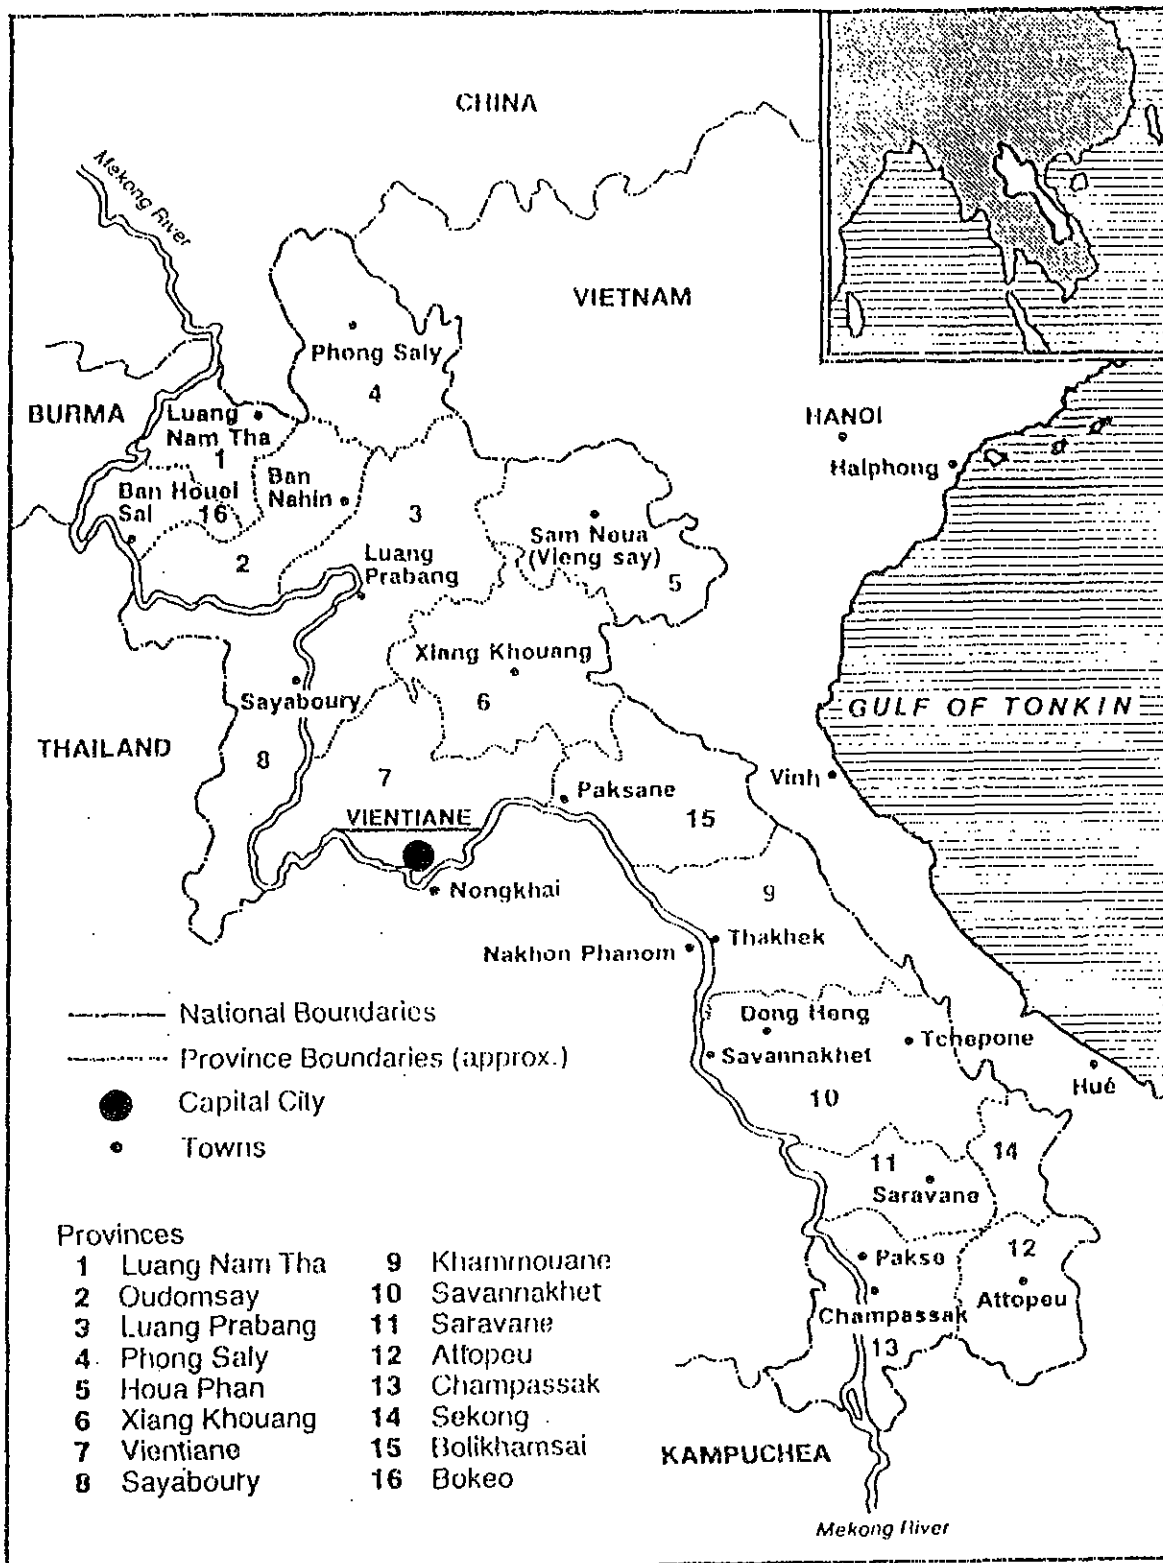 CHINA
Mekong River
VIETNAM
Phong Saly
4
BURMA
Luang
Nam Tha
1
HANOI
Haiphong
Ban Houei
Sai
16
Ban
Nahin
3
2
Luang
Prabang
Sam Noua
(Vieng say)
5
Xiang Khouang
6
Sayaboury
GULF OF TONKIN
THAILAND
8
7
Vinh
Paksane
15
VIENTIANE
Nongkhai
9
Thakhek
Nakhon Phanom
Dong Heng
Tchepone
Savannakhet
Hué
10
11
14
Saravane
12
Pakse
Attopeu
Champassak
13
KAMPUCHEA
Mekong River
National Boundaries
Province Boundaries (approx.)
Capital City
Towns
Provinces
1 Luang Nam Tha
2 Oudomsay
3 Luang Prabang
4 Phong Saly
5 Houa Phan
6 Xiang Khouang
7 Vientiane
8 Sayaboury
9 Khammouane
10 Savannakhet
11 Saravane
12 Attopeu
13 Champassak
14 Sekong
15 Bolikhamsai
16 Bokeo